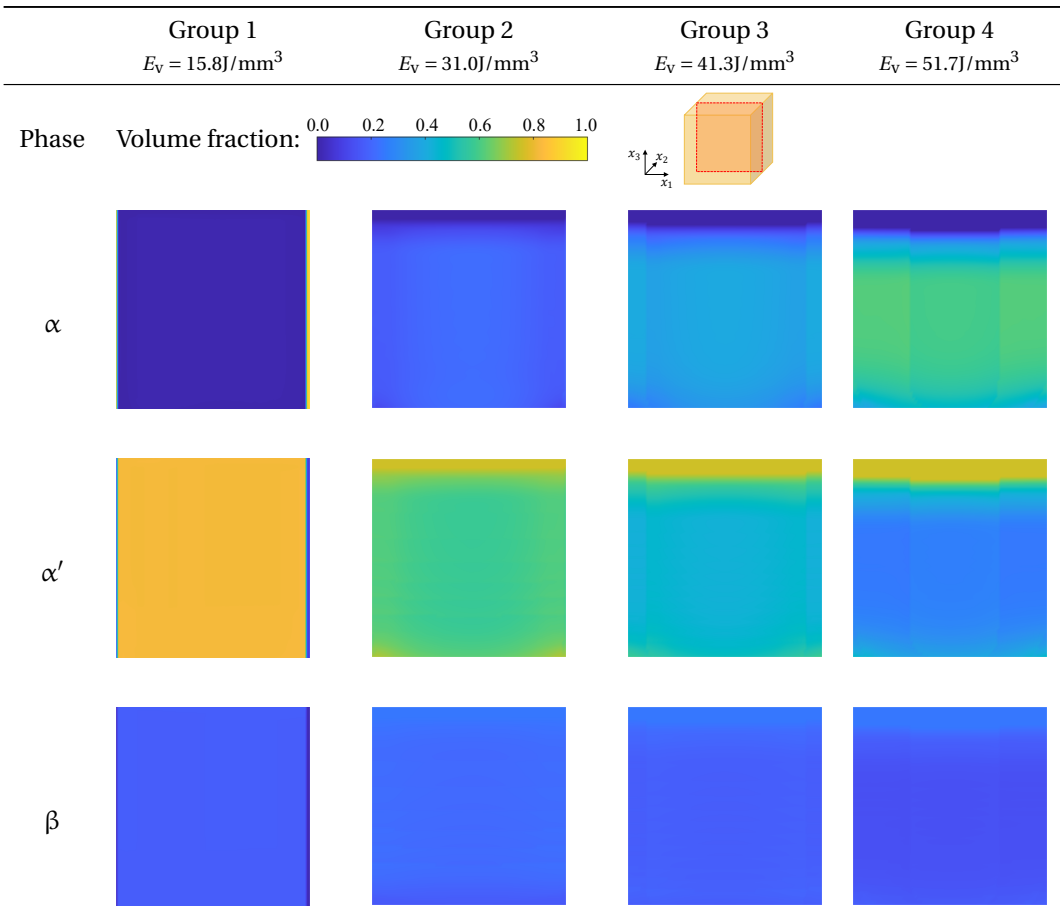 Group 1 Group 2 Group 3 Group 4
E_v = 15.8J/mm³ E_v = 31.0J/mm³ E_v = 41.3J/mm³ E_v = 51.7J/mm³
Phase Volume fraction: 0.0 0.2 0.4 0.6 0.8 1.0
x₃ x₂
x₁
α
α′
β